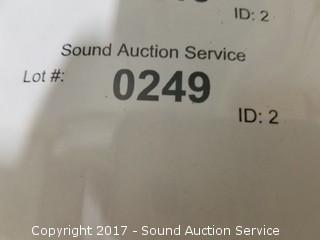 ID: 2
Sound Auction Service
Lot #: 0249
ID: 2
Copyright 2017 - Sound Auction Service